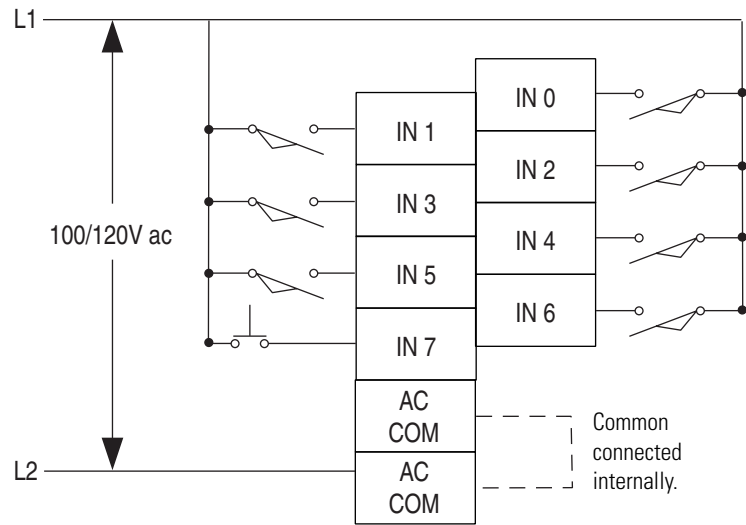 L1
IN 0
IN 1
IN 2
IN 3
100/120V ac
IN 4
IN 5
IN 6
IN 7
AC
COM
Common
connected
internally.
L2
AC
COM